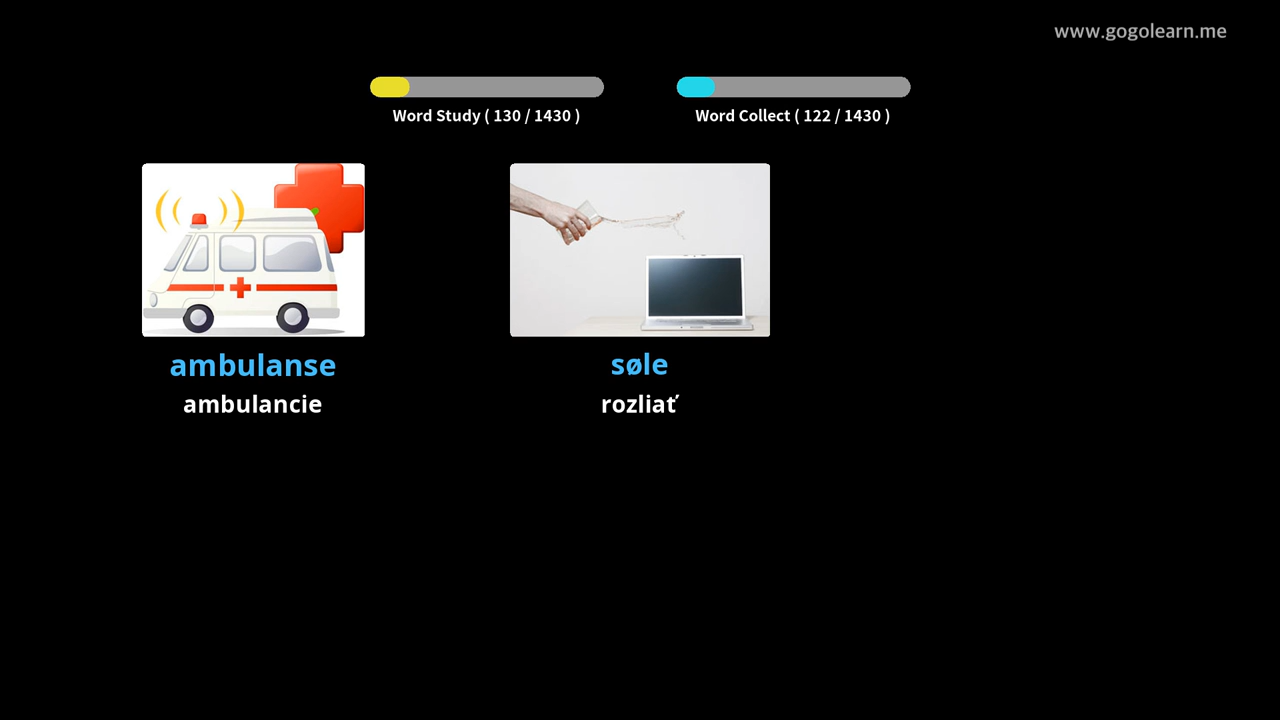 www.gogolearn.me
Word Study ( 130 / 1430 )
Word Collect ( 122 / 1430 )
ambulanse
søle
ambulancie
rozliať